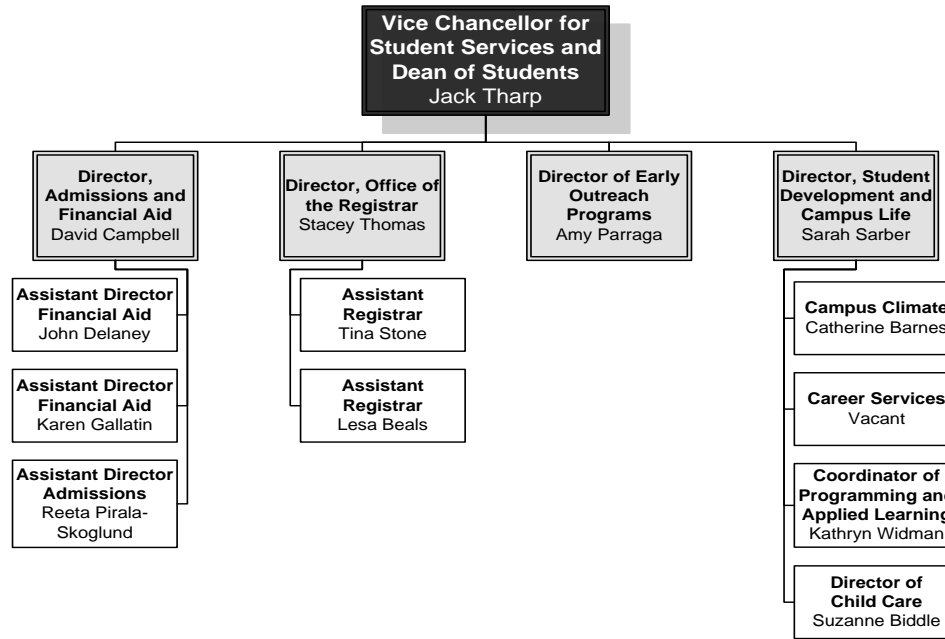 Vice Chancellor for
Student Services and
Dean of Students
Jack Tharp
Director,
Admissions and
Financial Aid
David Campbell
Director, Office of
the Registrar
Stacey Thomas
Director of Early
Outreach
Programs
Amy Parraga
Director, Student
Development and
Campus Life
Sarah Sarber
Assistant Director
Financial Aid
John Delaney
Assistant Director
Financial Aid
Karen Gallatin
Assistant Director
Admissions
Reeta Pirala-
Skoglund
Assistant
Registrar
Tina Stone
Assistant
Registrar
Lesa Beals
Campus Climate
Catherine Barnes
Career Services
Vacant
Coordinator of
Programming and
Applied Learning
Kathryn Widman
Director of
Child Care
Suzanne Biddle